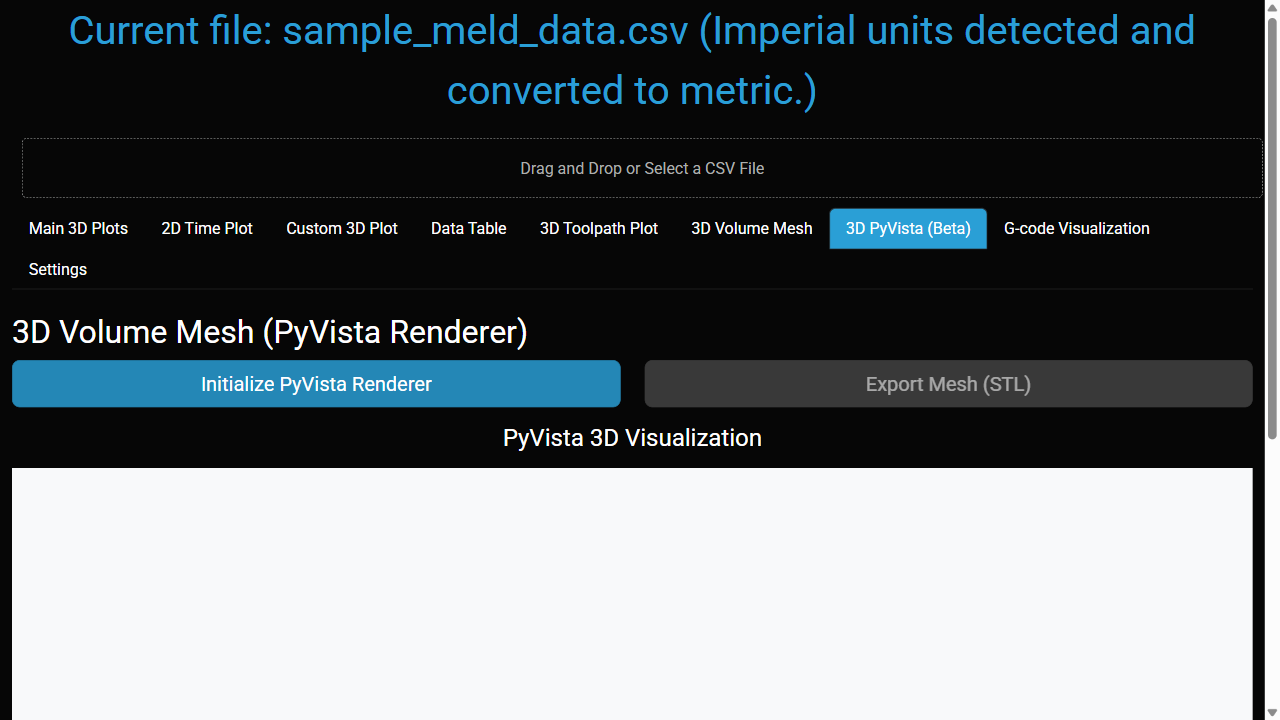 Current file: sample_meld_data.csv (Imperial units detected and
converted to metric.)
Drag and Drop or Select a CSV File
Main 3D Plots 2D Time Plot Custom 3D Plot Data Table 3D Toolpath Plot 3D Volume Mesh 3D PyVista (Beta) G-code Visualization
Settings
3D Volume Mesh (PyVista Renderer)
Initialize PyVista Renderer Export Mesh (STL)
PyVista 3D Visualization